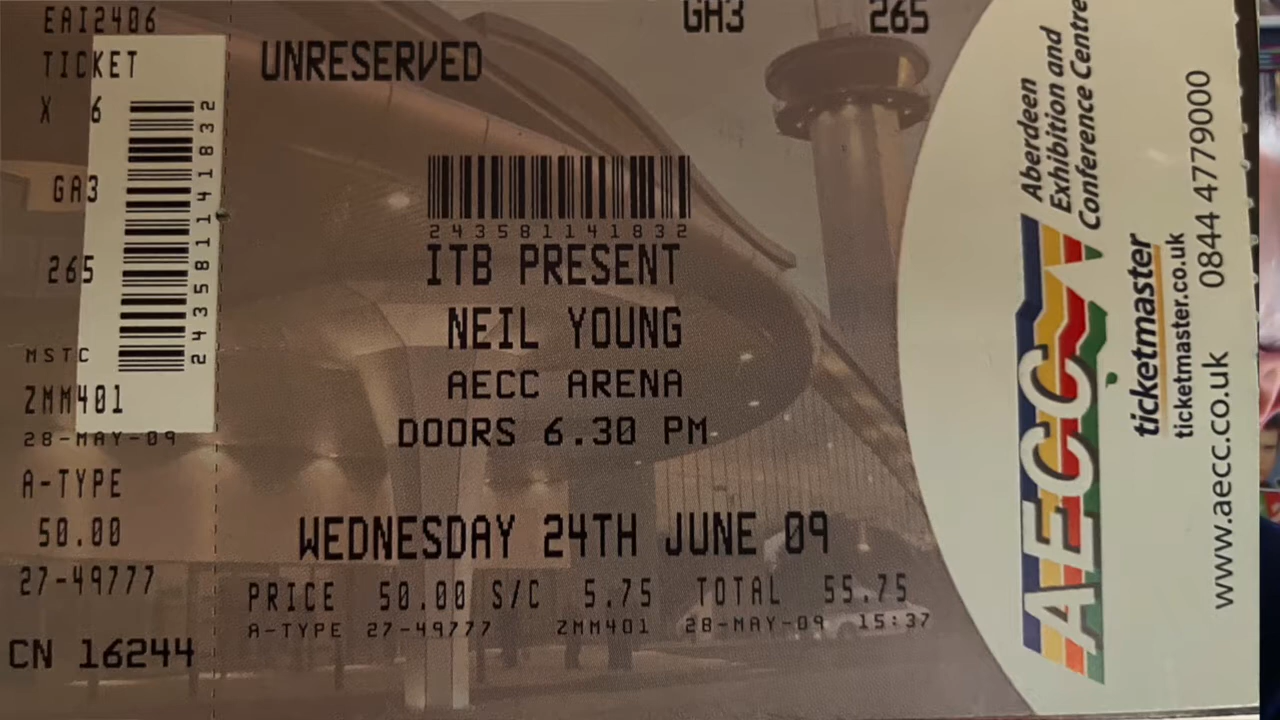 EAI2406
TICKET
X 6
GA3
265
MSTC
ZMM401
28-MAY-09
A-TYPE
50.00
27-49777
CN 16244
243581141832
GA3 265
UNRESERVED
243581141832
ITB PRESENT
NEIL YOUNG
AECC ARENA
DOORS 6.30 PM
WEDNESDAY 24TH JUNE 09
PRICE 50.00 S/C 5.75 TOTAL 55.75
A-TYPE 27-49777 ZMM401 28-MAY-09 15:37
AECC
Aberdeen
Exhibition and
Conference Centre
ticketmaster
ticketmaster.co.uk
www.aecc.co.uk 0844 4779000